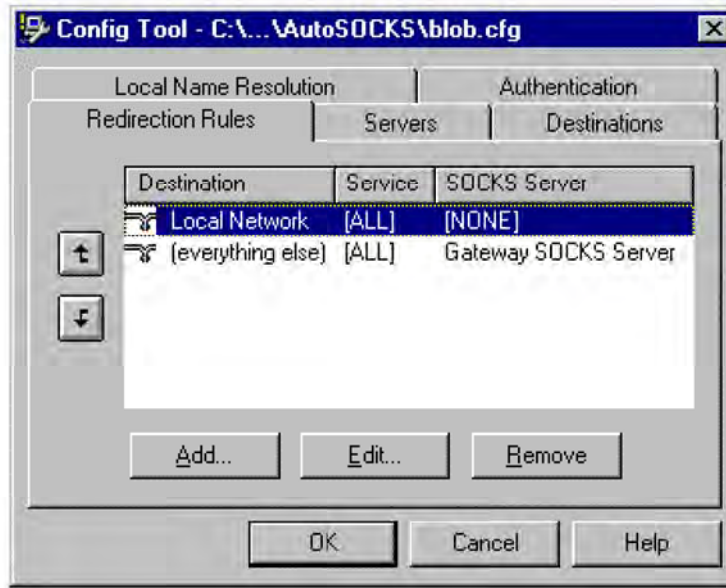 Config Tool - C:\...\AutoSOCKS\blob.cfg
Local Name Resolution Authentication
Redirection Rules Servers Destinations
Destination Service SOCKS Server
Local Network [ALL] [NONE]
(everything else) [ALL] Gateway SOCKS Server
Add... Edit... Remove
OK Cancel Help